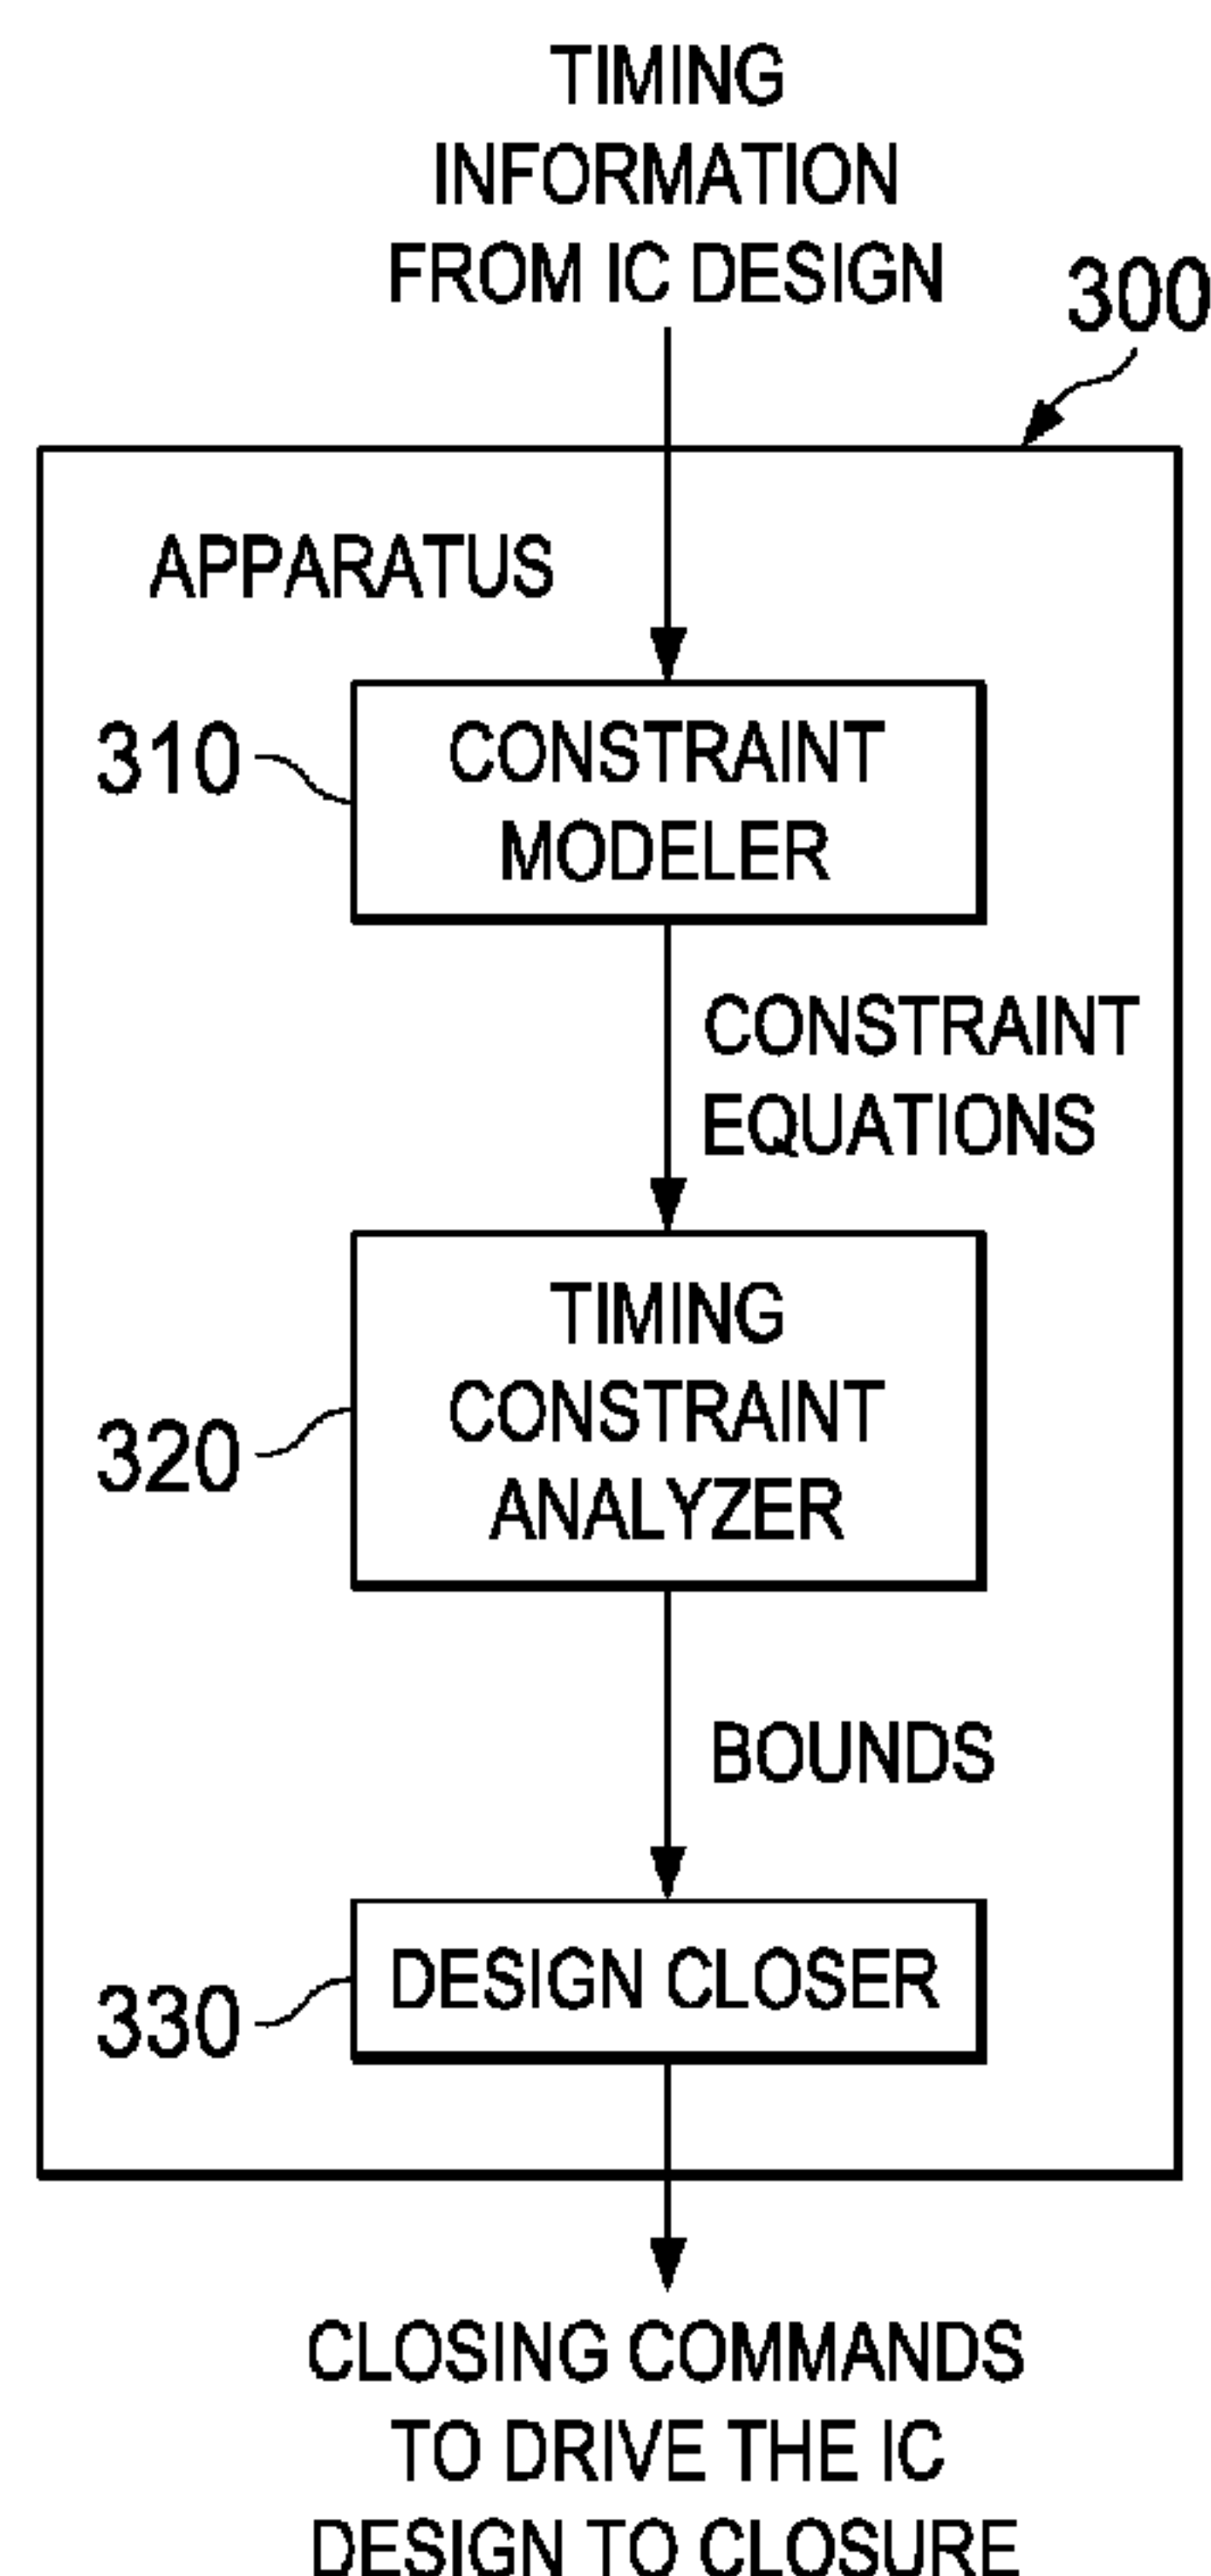 TIMING
INFORMATION
FROM IC DESIGN
300
APPARATUS
310
CONSTRAINT
MODELER
CONSTRAINT
EQUATIONS
320
TIMING
CONSTRAINT
ANALYZER
BOUNDS
330
DESIGN CLOSER
CLOSING COMMANDS
TO DRIVE THE IC
DESIGN TO CLOSURE